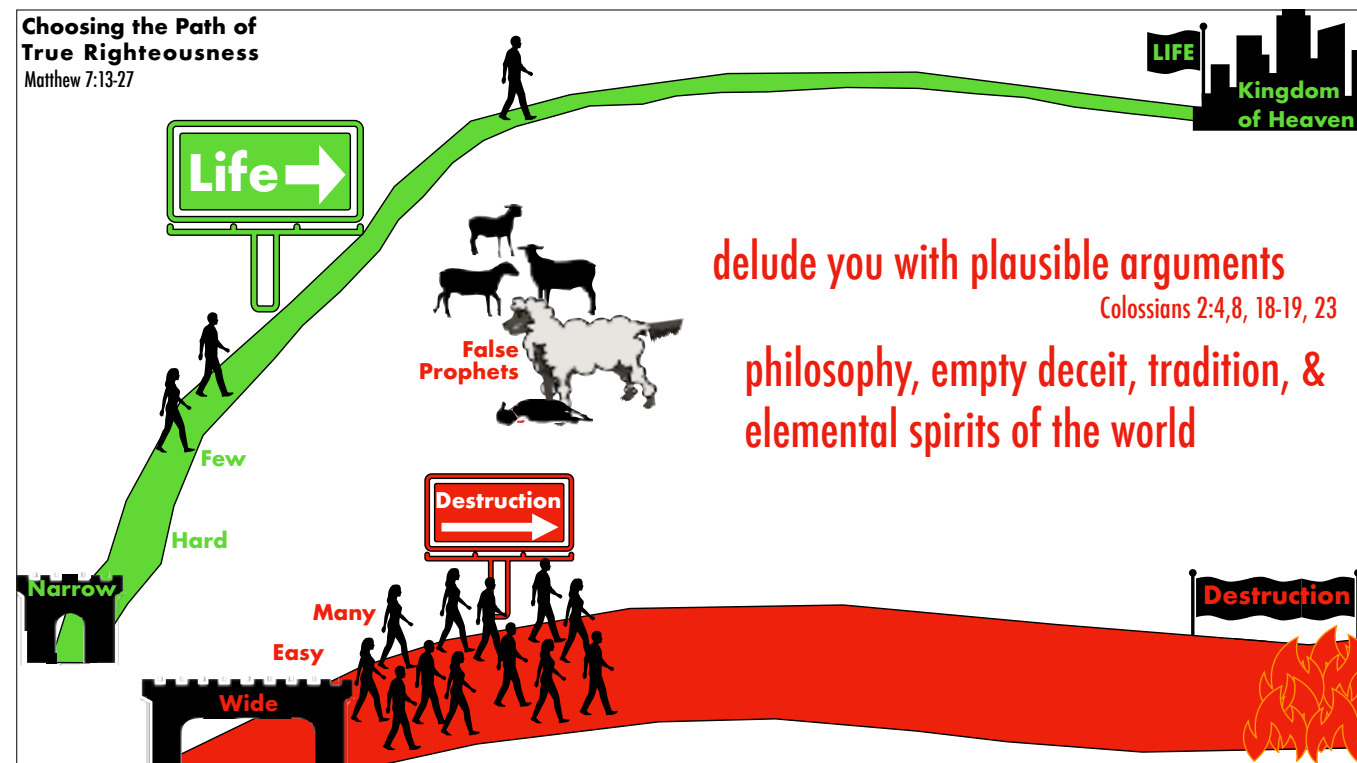 Choosing the Path of
True Righteousness
Matthew 7:13-27
LIFE
Kingdom
of Heaven
Life
delude you with plausible arguments
Colossians 2:4,8, 18-19, 23
False
Prophets
philosophy, empty deceit, tradition, &
elemental spirits of the world
Few
Destruction
Hard
Narrow
Many
Easy
Wide
Destruction